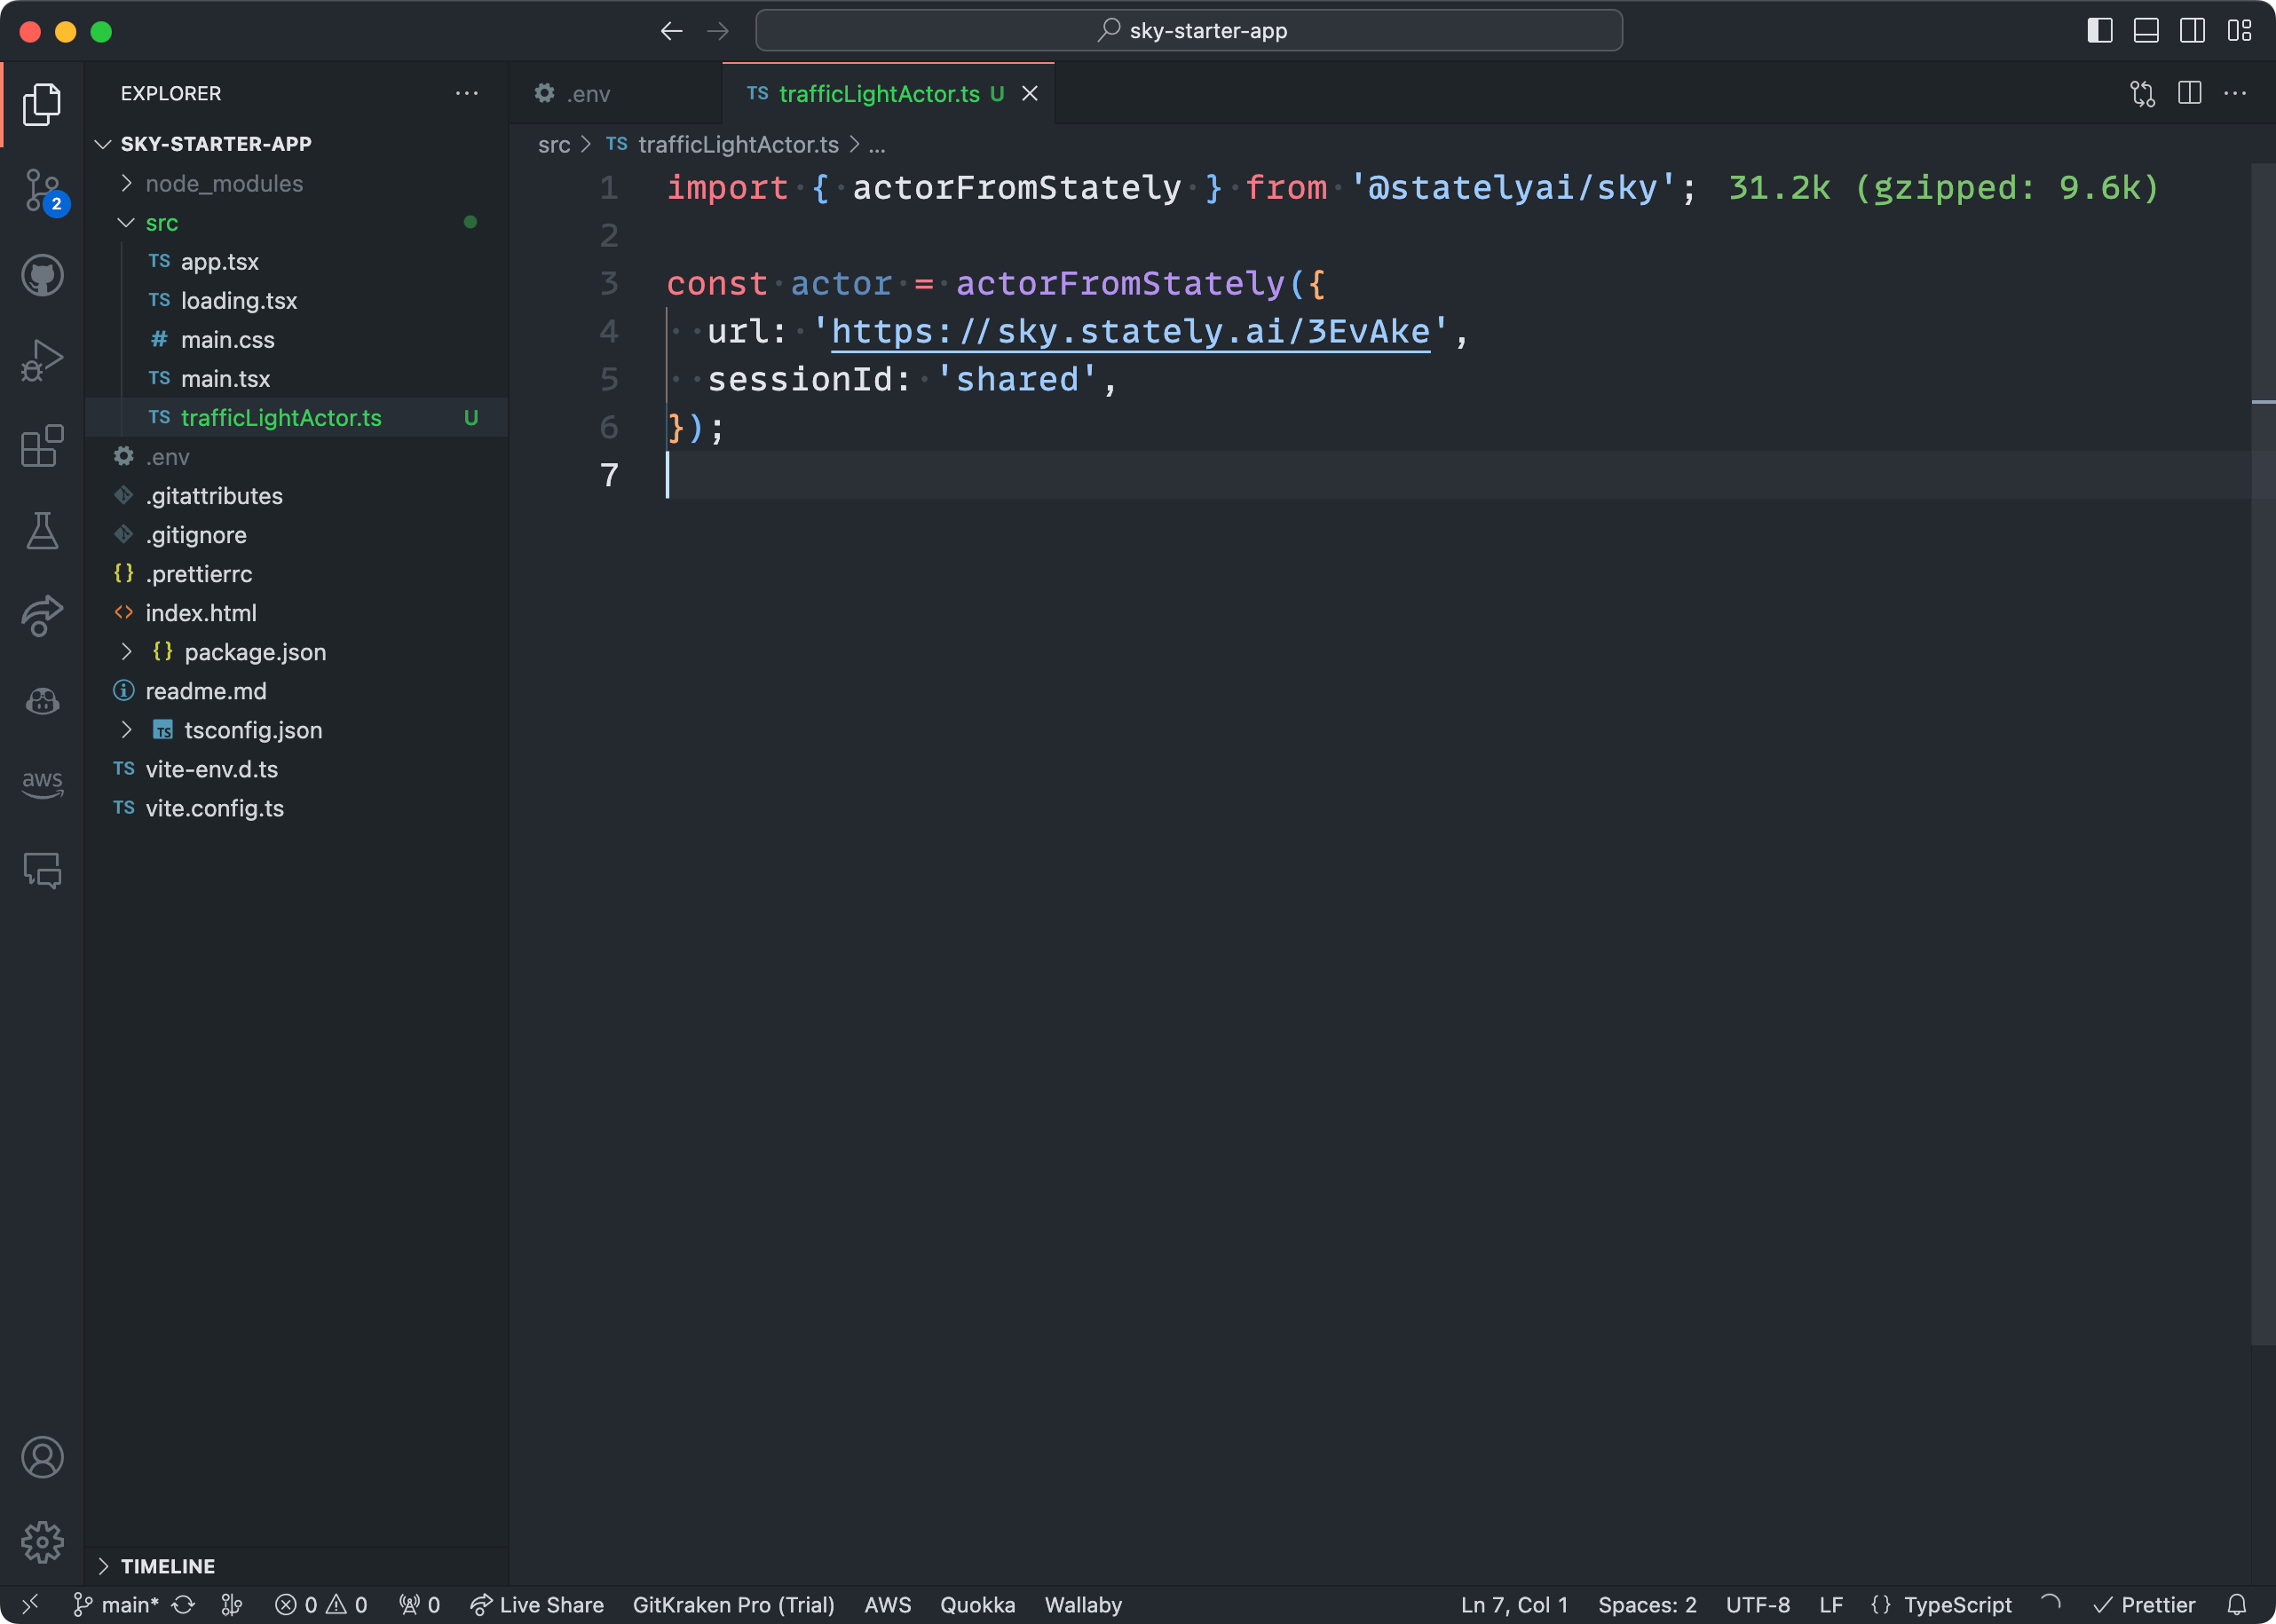 sky-starter-app
EXPLORER
SKY-STARTER-APP
node_modules
src
TS app.tsx
TS loading.tsx
# main.css
TS main.tsx
TS trafficLightActor.ts U
.env
.gitattributes
.gitignore
{} .prettierrc
<> index.html
{} package.json
readme.md
TS tsconfig.json
TS vite-env.d.ts
TS vite.config.ts
TIMELINE
2
aws
.env
TS trafficLightActor.ts U
src > TS trafficLightActor.ts > ...
1 import { actorFromStately } from '@statelyai/sky'; 31.2k (gzipped: 9.6k)
2
3 const actor = actorFromStately({
4 url: 'https://sky.stately.ai/3EvAke',
5 sessionId: 'shared',
6 });
7
main* 0 0 0 Live Share GitKraken Pro (Trial) AWS Quokka Wallaby Ln 7, Col 1 Spaces: 2 UTF-8 LF {} TypeScript Prettier